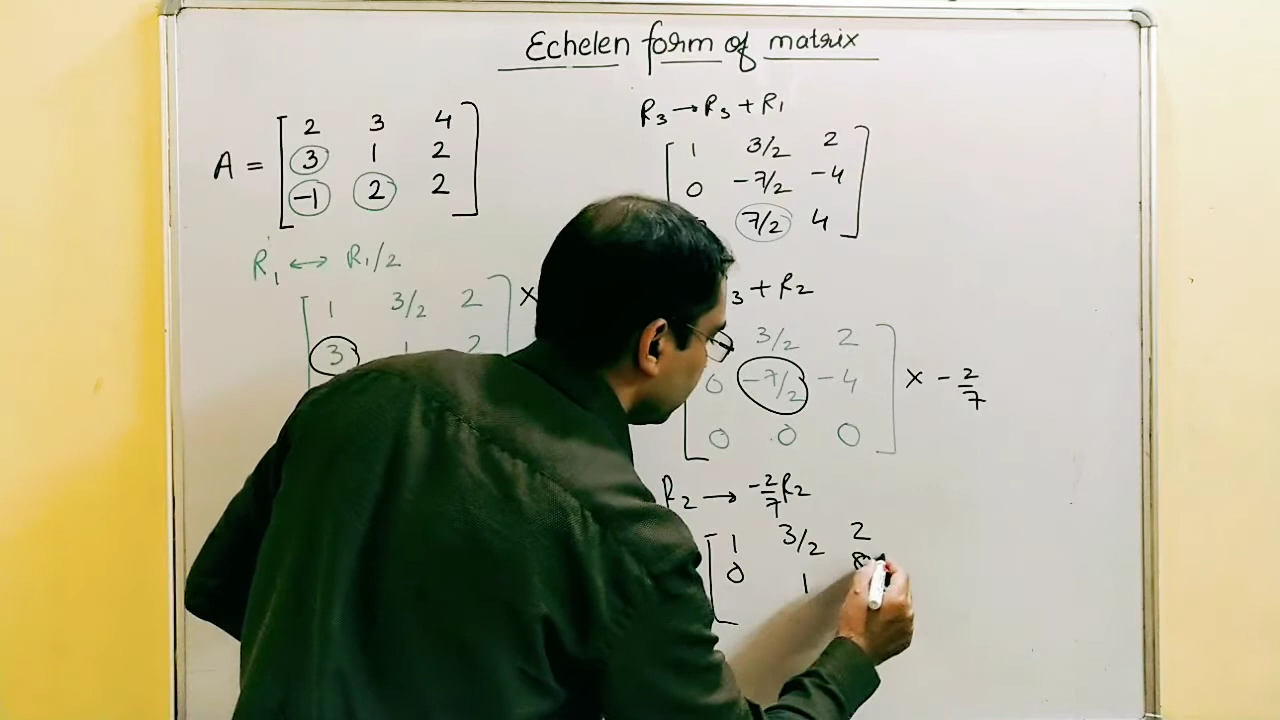 Echelen form of matrix
A = [ 2 3 4
3 1 2
-1 2 2 ]
R₁ ↔ R₁/2
[ 1 3/2 2 ] ×
3 1 2
R₃ → R₃ + R₁
[ 1 3/2 2
0 -7/2 -4
7/2 4 ]
3 + R₂
3/2 2
0 -7/2 -4 ] × -2/7
0 0 0
R₂ → -2/7 R₂
[ 1 3/2 2
0 1 8